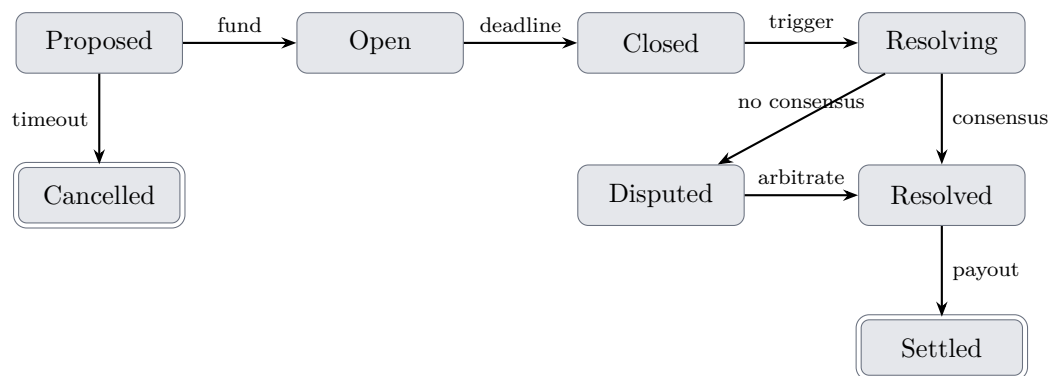 Proposed
fund
Open
deadline
Closed
trigger
Resolving
timeout
no consensus
consensus
Cancelled
Disputed
arbitrate
Resolved
payout
Settled